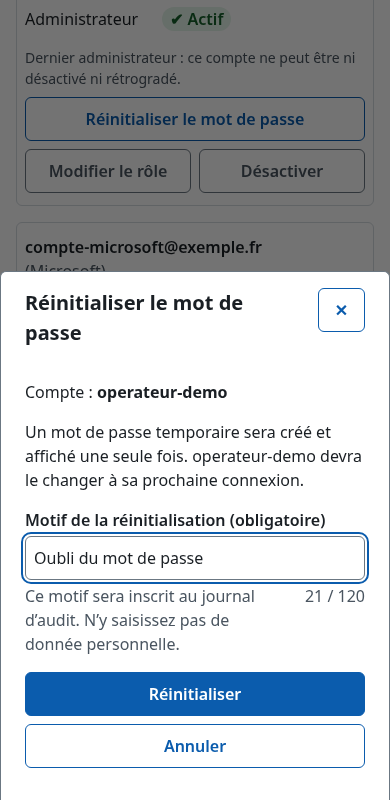 Administrateur ✔ Actif
Dernier administrateur : ce compte ne peut être ni
désactivé ni rétrogradé.
Réinitialiser le mot de passe
Modifier le rôle Désactiver
compte-microsoft@exemple.fr
(Microsoft)
Réinitialiser le mot de
passe
×
Compte : operateur-demo
Un mot de passe temporaire sera créé et
affiché une seule fois. operateur-demo devra
le changer à sa prochaine connexion.
Motif de la réinitialisation (obligatoire)
Oubli du mot de passe
Ce motif sera inscrit au journal 21 / 120
d’audit. N’y saisissez pas de
donnée personnelle.
Réinitialiser
Annuler